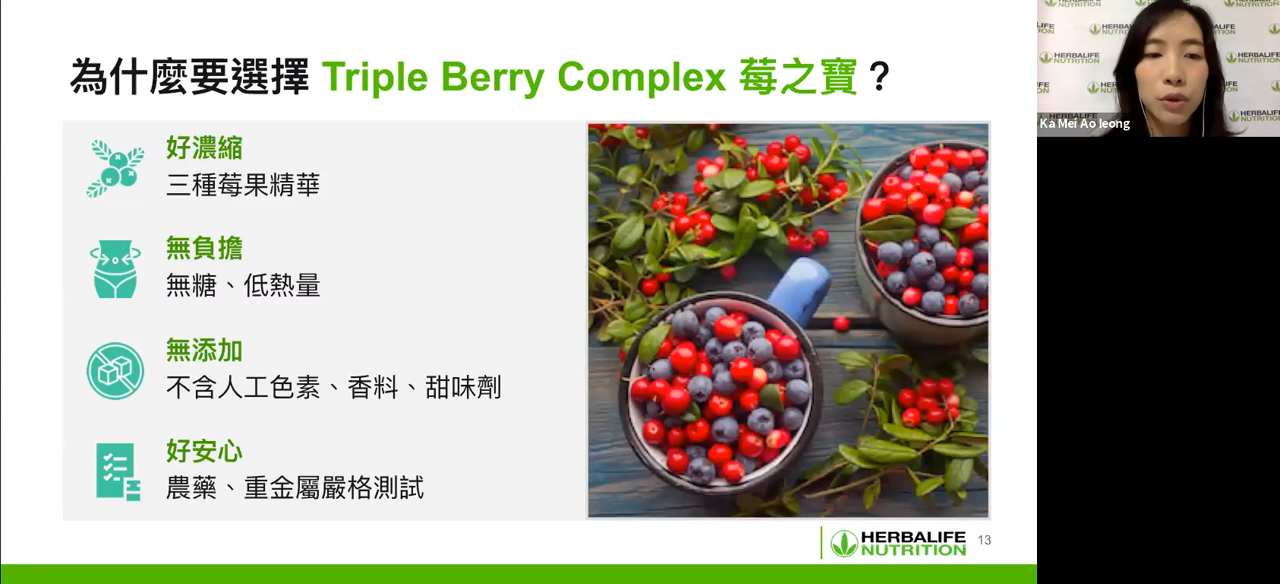 為什麼要選擇 Triple Berry Complex 莓之寶？
好濃縮
三種莓果精華
無負擔
無糖、低熱量
無添加
不含人工色素、香料、甜味劑
好安心
農藥、重金屬嚴格測試
HERBALIFE
NUTRITION
13
HERBALIFE
NUTRITION
Ka Mei Ao Ieong